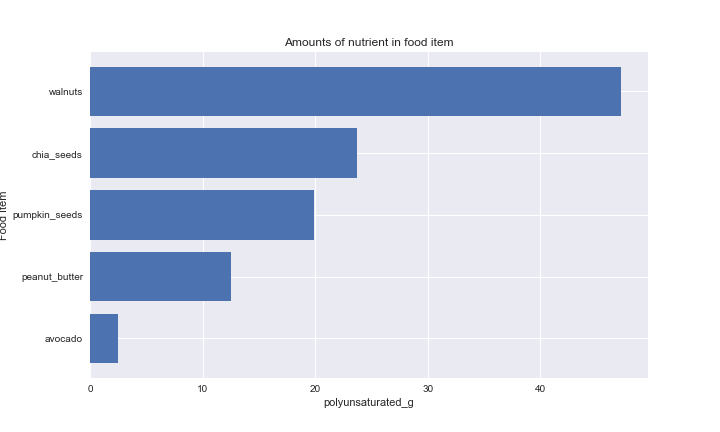 Amounts of nutrient in food item
Food item
walnuts
chia_seeds
pumpkin_seeds
peanut_butter
avocado
0 10 20 30 40
polyunsaturated_g